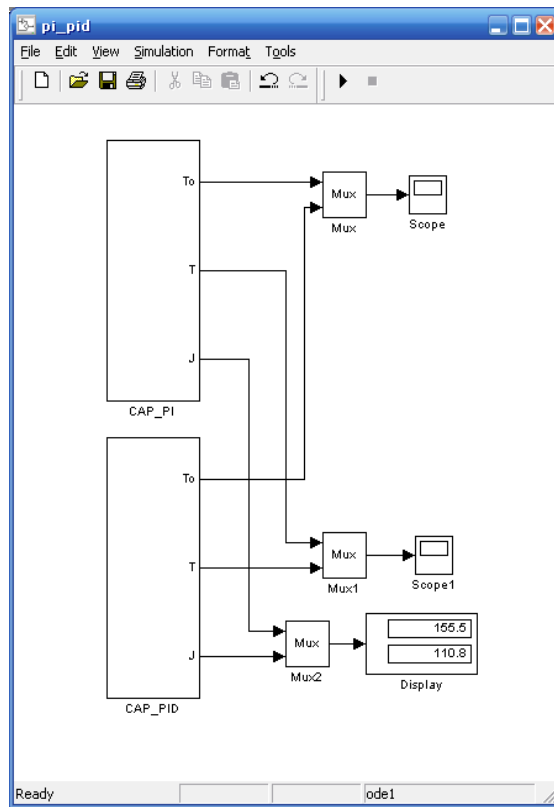 pi_pid
File Edit View Simulation Format Tools
To
Mux
Mux
Scope
T
J
CAP_PI
To
T
Mux
Mux1
Scope1
J
Mux
Mux2
155.5
110.8
Display
CAP_PID
Ready ode1